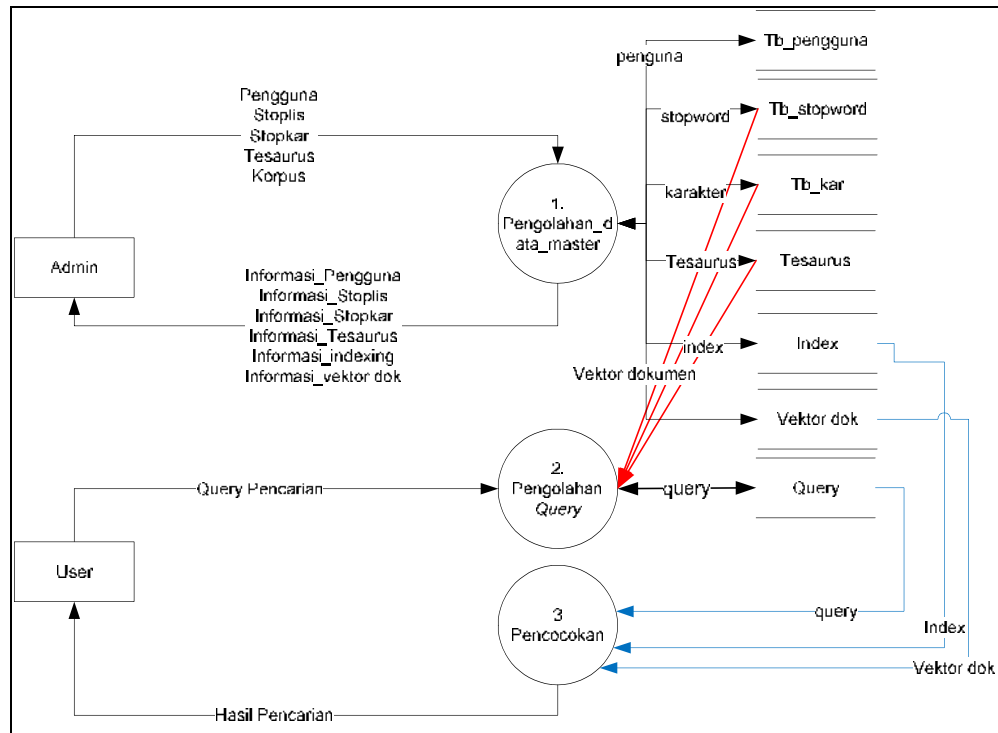 Tb_pengguna
penguna
Pengguna
Stoplis
Stopkar
Tesaurus
Korpus
stopword
Tb_stopword
karakter
Tb_kar
1.
Pengolahan_d
ata_master
Admin
Tesaurus
Tesaurus
Informasi_Pengguna
Informasi_Stoplis
Informasi_Stopkar
Informasi_Tesaurus
Informasi_indexing
Informasi_vektor dok
index
Index
Vektor dokumen
Vektor dok
2.
Pengolahan
Query
Query Pencarian
query
Query
User
3
Pencocokan
query
Index
Vektor dok
Hasil Pencarian